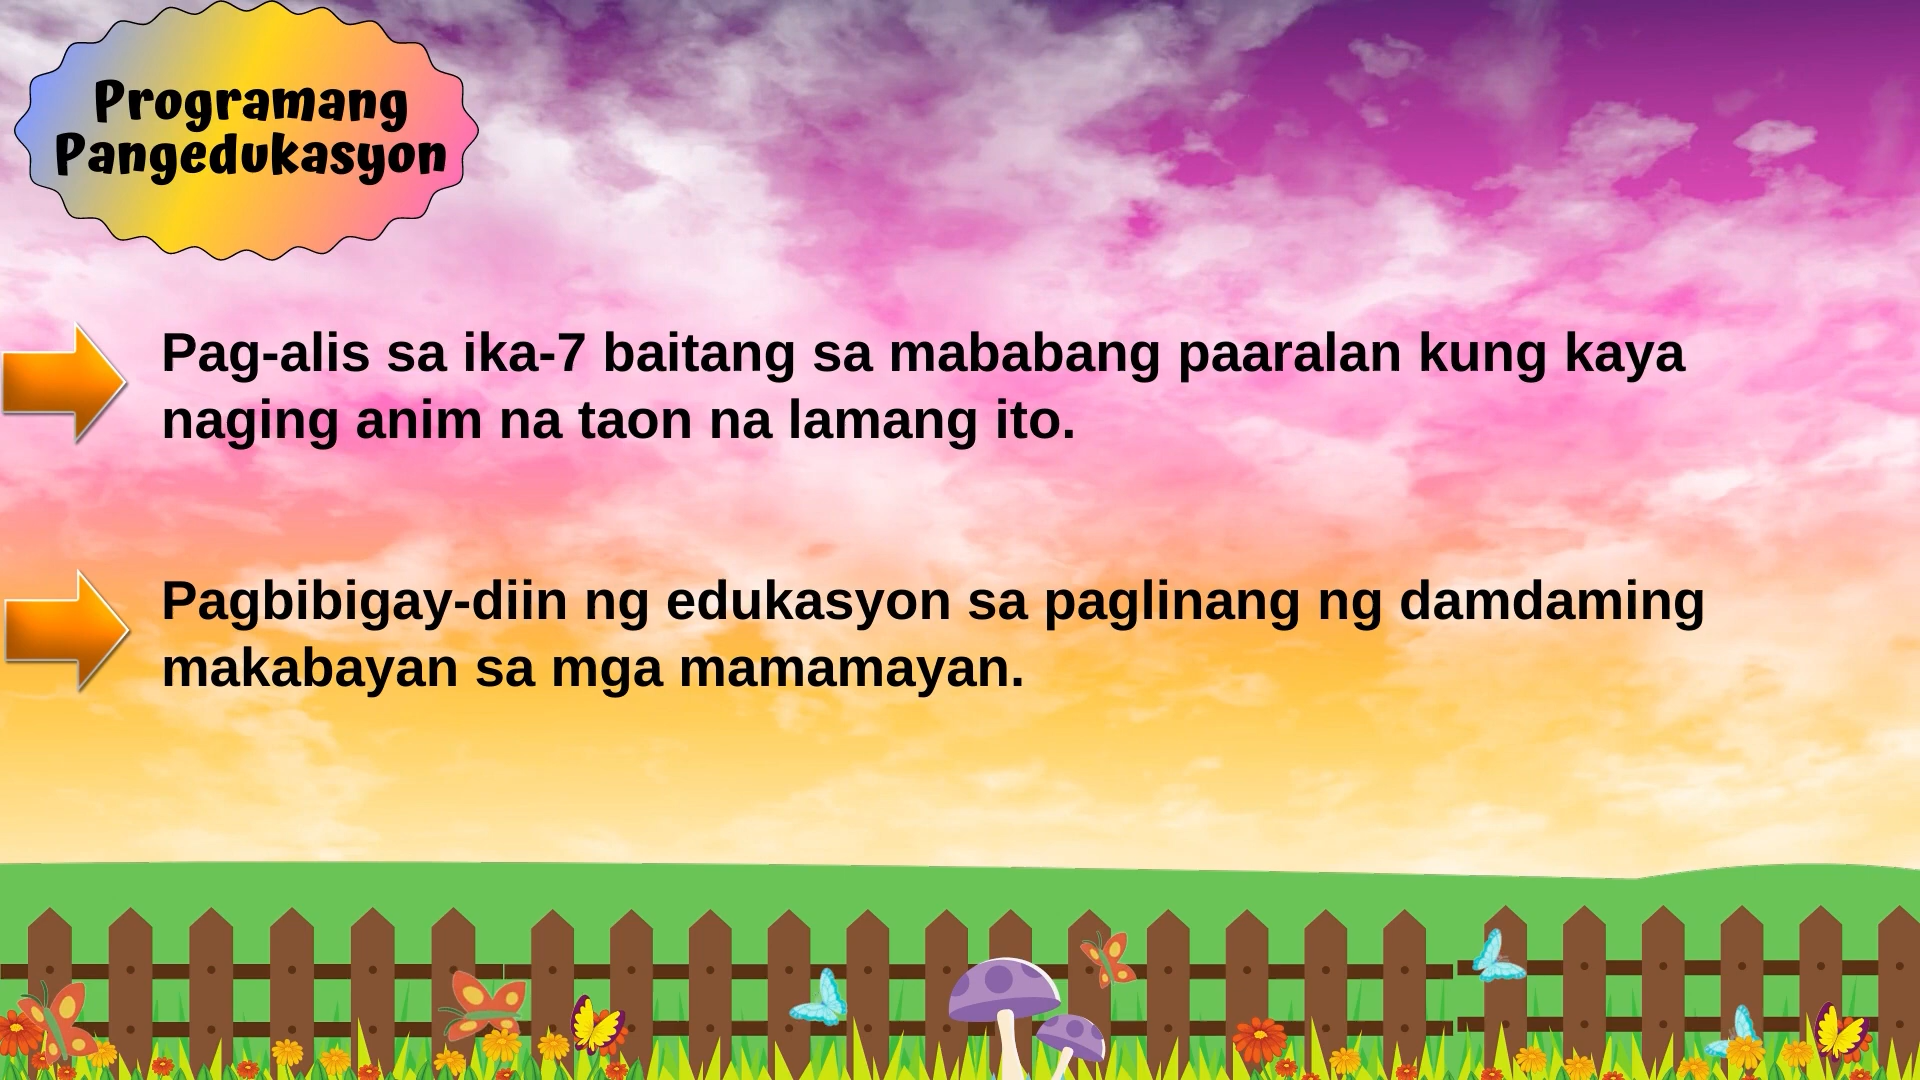 Programang
Pangedukasyon
Pag-alis sa ika-7 baitang sa mababang paaralan kung kaya
naging anim na taon na lamang ito.
Pagbibigay-diin ng edukasyon sa paglinang ng damdaming
makabayan sa mga mamamayan.